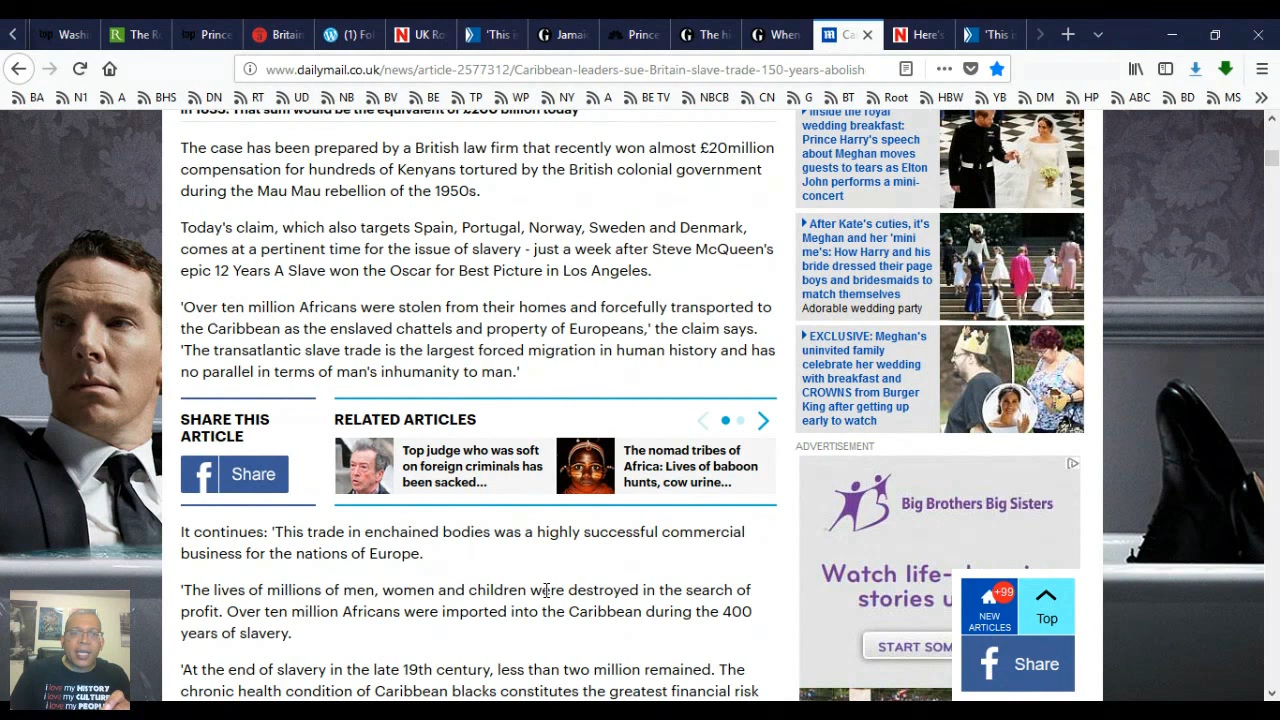 Washi
The Ro
Prince
Britain
(1) Fol
UK Ro
'This i
Jamai
Prince
The hi
When
Ca
Here's
'This i
www.dailymail.co.uk/news/article-2577312/Caribbean-leaders-sue-Britain-slave-trade-150-years-abolish
BA N1 A BHS DN RT UD NB BV BE TP WP NY A BE TV NBCB CN G BT Root HBW YB DM HP ABC BD MS
in 1833. That sum would be the equivalent of £200 billion today
The case has been prepared by a British law firm that recently won almost £20million
compensation for hundreds of Kenyans tortured by the British colonial government
during the Mau Mau rebellion of the 1950s.
Today's claim, which also targets Spain, Portugal, Norway, Sweden and Denmark,
coms at a pertinent time for the issue of slavery - just a week after Steve McQueen's
epic 12 Years A Slave won the Oscar for Best Picture in Los Angeles.
'Over ten million Africans were stolen from their homes and forcefully transported to
the Caribbean as the enslaved chattels and property of Europeans,' the claim says.
'The transatlantic slave trade is the largest forced migration in human history and has
no parallel in terms of man's inhumanity to man.'
SHARE THIS
ARTICLE
f Share
RELATED ARTICLES
Top judge who was soft
on foreign criminals has
been sacked...
The nomad tribes of
Africa: Lives of baboon
hunts, cow urine...
It continues: 'This trade in enchained bodies was a highly successful commercial
business for the nations of Europe.
'The lives of millions of men, women and children were destroyed in the search of
profit. Over ten million Africans were imported into the Caribbean during the 400
years of slavery.
'At the end of slavery in the late 19th century, less than two million remained. The
chronic health condition of Caribbean blacks constitutes the greatest financial risk
Inside the royal
wedding breakfast:
Prince Harry's speech
about Meghan moves
guests to tears as Elton
John performs a mini-
concert
After Kate's cuties, it's
Meghan and her 'mini
me's: How Harry and his
bride dressed their page
boys and bridesmaids to
match themselves
Adorable wedding party
EXCLUSIVE: Meghan's
uninvited family
celebrate her wedding
with breakfast and
CROWNS from Burger
King after getting up
early to watch
ADVERTISEMENT
Big Brothers Big Sisters
Watch life-
stories u
START SOM
+99
NEW
ARTICLES
Top
f Share
I love my HISTORY
I love my CULTURE
I love my PEOPLE